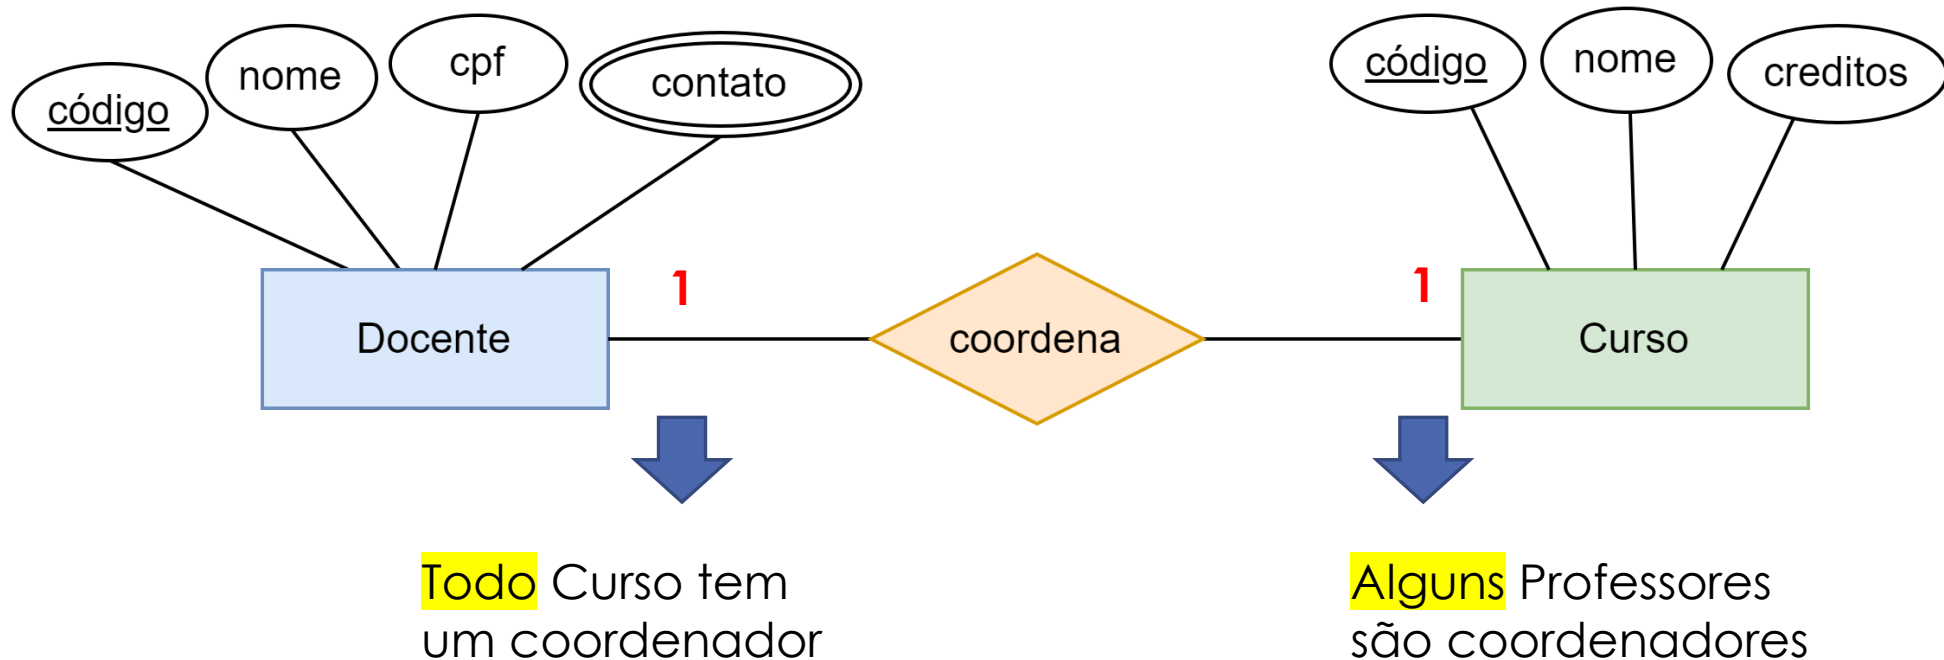 código
nome
cpf
contato
código
nome
creditos
Docente
1
coordena
1
Curso
Todo Curso tem
um coordenador
Alguns Professores
são coordenadores